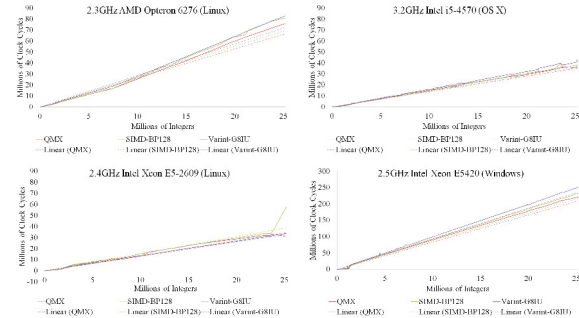 2.3GHz AMD Opteron 6276 (Linux)
90
80
70
60
50
40
30
20
10
0
Millions of Clock Cycles
0 5 10 15 20 25
Millions of Integers
QMX SIMD-BP128 Varint-G8IU
Linear (QMX) Linear (SIMD-BP128) Linear (Varint-G8IU)
3.2GHz Intel i5-4570 (OS X)
90
80
70
60
50
40
30
20
10
0
Millions of Clock Cycles
0 5 10 15 20 25
Millions of Integers
QMX SIMD-BP128 Varint-G8IU
Linear (QMX) Linear (SIMD-BP128) Linear (Varint-G8IU)
2.4GHz Intel Xeon E5-2609 (Linux)
90
80
70
60
50
40
30
20
10
0
-10
Millions of Clock Cycles
0 5 10 15 20 25
Millions of Integers
QMX SIMD-BP128 Varint-G8IU
Linear (QMX) Linear (SIMD-BP128) Linear (Varint-G8IU)
2.5GHz Intel Xeon E5420 (Windows)
300
250
200
150
100
50
0
Millions of Clock Cycles
0 5 10 15 20 25
Millions of Integers
QMX SIMD-BP128 Varint-G8IU
Linear (QMX) Linear (SIMD-BP128) Linear (Varint-G8IU)